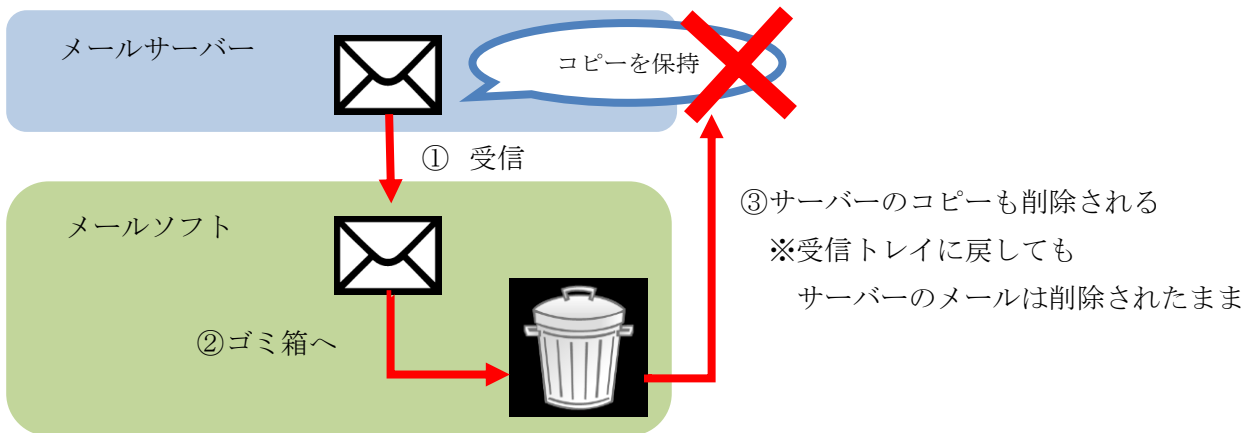 メールサーバー
コピーを保持
① 受信
メールソフト
②ゴミ箱へ
③サーバーのコピーも削除される
※受信トレイに戻しても
サーバーのメールは削除されたまま